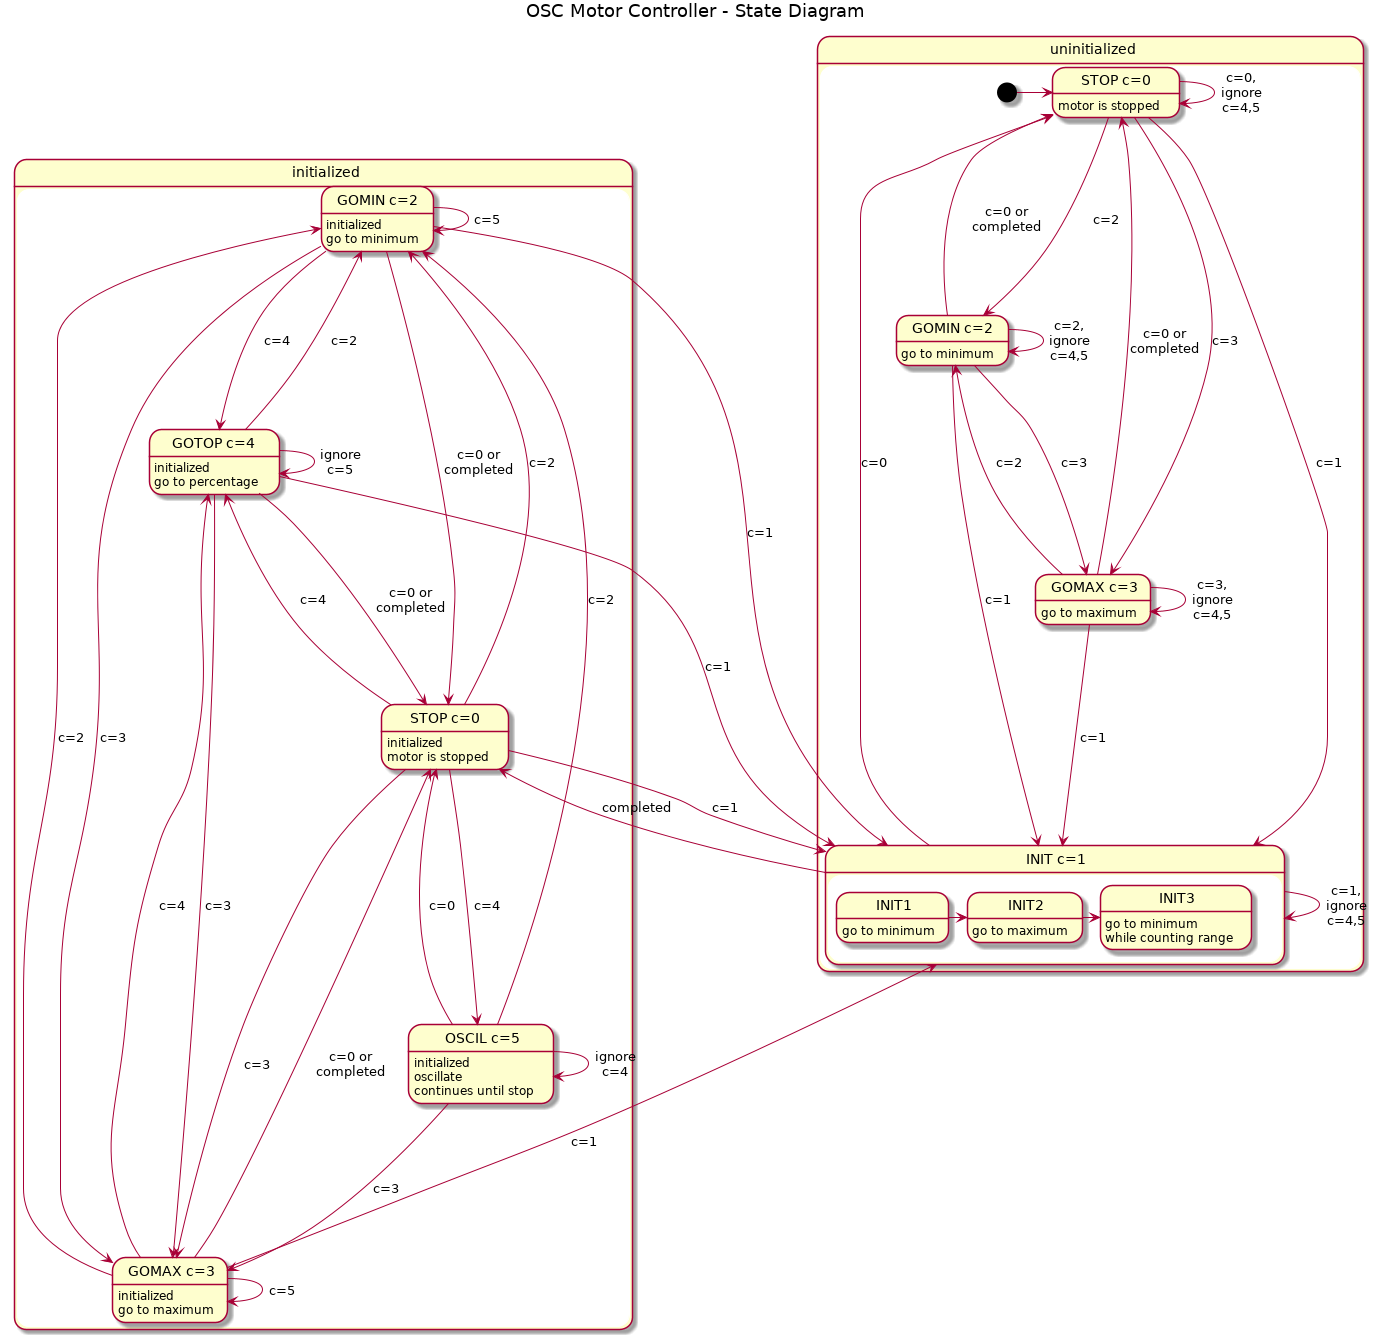 OSC Motor Controller - State Diagram
uninitialized
STOP c=0
motor is stopped
c=0,
ignore
c=4,5
initialized
GOMIN c=2
initialized
go to minimum
c=5
c=0 or
completed
c=2
GOMIN c=2
go to minimum
c=2,
ignore
c=4,5
c=0 or
completed
c=3
c=4
c=2
GOTOP c=4
initialized
go to percentage
ignore
c=5
c=0 or
completed
c=2
c=0
c=2
c=3
c=1
c=1
GOMAX c=3
go to maximum
c=3,
ignore
c=4,5
c=4
c=0 or
completed
c=2
c=1
c=1
STOP c=0
initialized
motor is stopped
c=2
c=3
c=1
completed
c=1
INIT c=1
INIT1
go to minimum
INIT2
go to maximum
INIT3
go to minimum
while counting range
c=1,
ignore
c=4,5
c=4
c=3
c=0
c=4
OSCIL c=5
initialized
oscillate
continues until stop
ignore
c=4
c=3
c=0 or
completed
c=1
c=3
GOMAX c=3
initialized
go to maximum
c=5